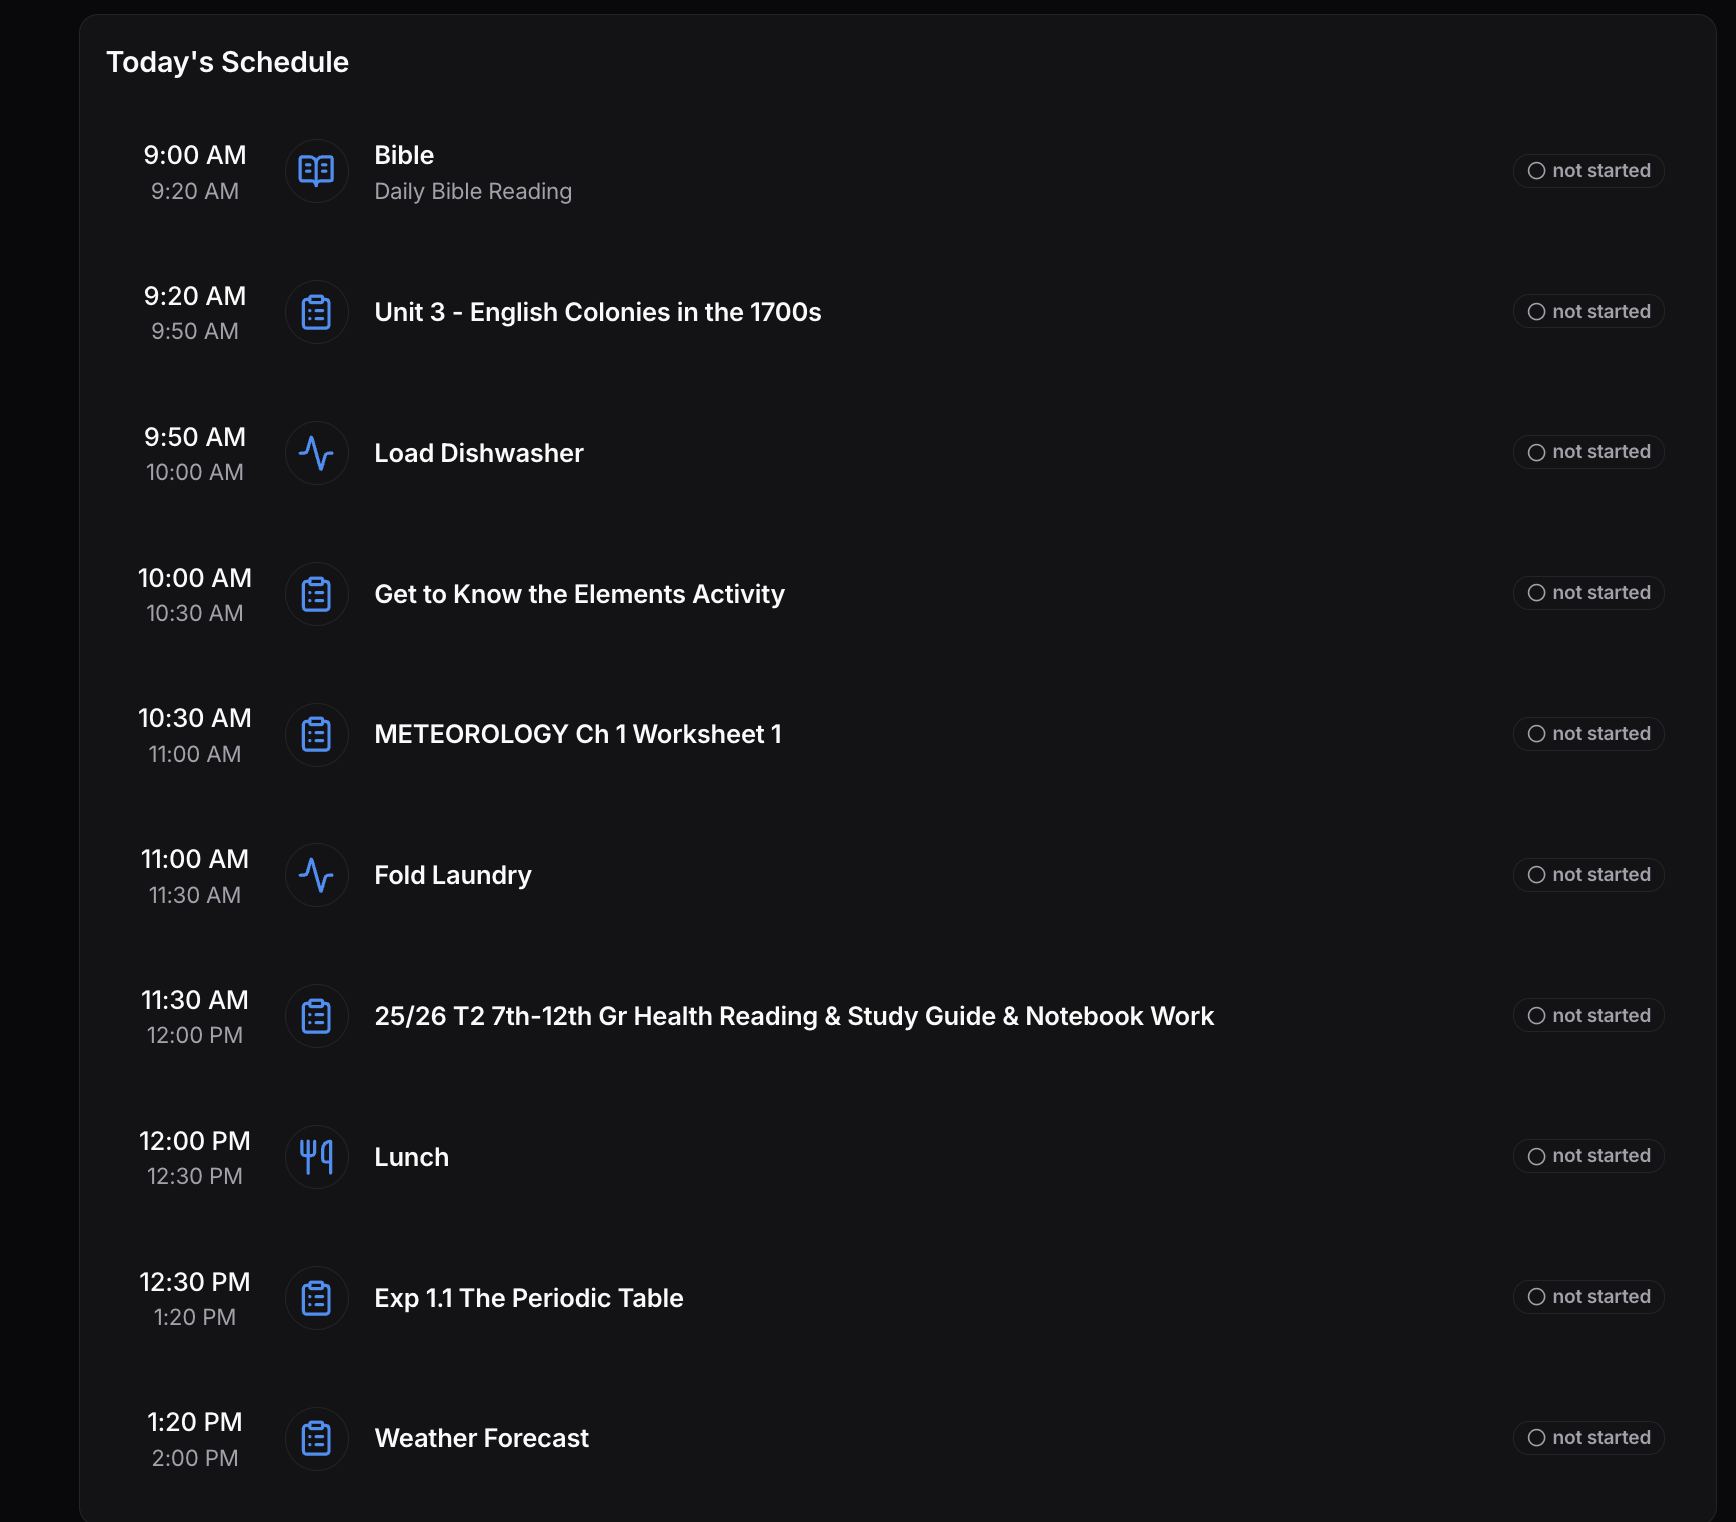 Today's Schedule
9:00 AM
9:20 AM
Bible
Daily Bible Reading
not started
9:20 AM
9:50 AM
Unit 3 - English Colonies in the 1700s
not started
9:50 AM
10:00 AM
Load Dishwasher
not started
10:00 AM
10:30 AM
Get to Know the Elements Activity
not started
10:30 AM
11:00 AM
METEOROLOGY Ch 1 Worksheet 1
not started
11:00 AM
11:30 AM
Fold Laundry
not started
11:30 AM
12:00 PM
25/26 T2 7th-12th Gr Health Reading & Study Guide & Notebook Work
not started
12:00 PM
12:30 PM
Lunch
not started
12:30 PM
1:20 PM
Exp 1.1 The Periodic Table
not started
1:20 PM
2:00 PM
Weather Forecast
not started